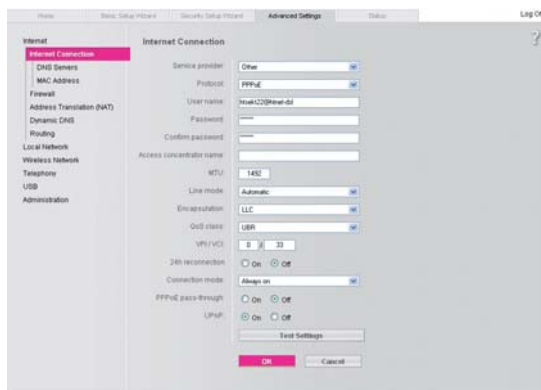 Home Basic Setup Wizard Security Setup Wizard Advanced Settings Status Log Of
Internet
Internet Connection
DNS Servers
MAC Address
Firewall
Address Translation (NAT)
Dynamic DNS
Routing
Local Network
Wireless Network
Telephony
USB
Administration
Internet Connection
Service provider: Other
Protocol: PPPoE
User name:
Password: ******
Confirm password: ******
Access concentrator name:
MTU: 1492
Line mode: Automatic
Encapsulation: LLC
QoS class: UBR
VPI / VCI: 0 / 33
24h reconnection: On Off
Connection mode: Always on
PPPoE pass-through: On Off
UPnP: On Off
Test Settings
OK Cancel
?